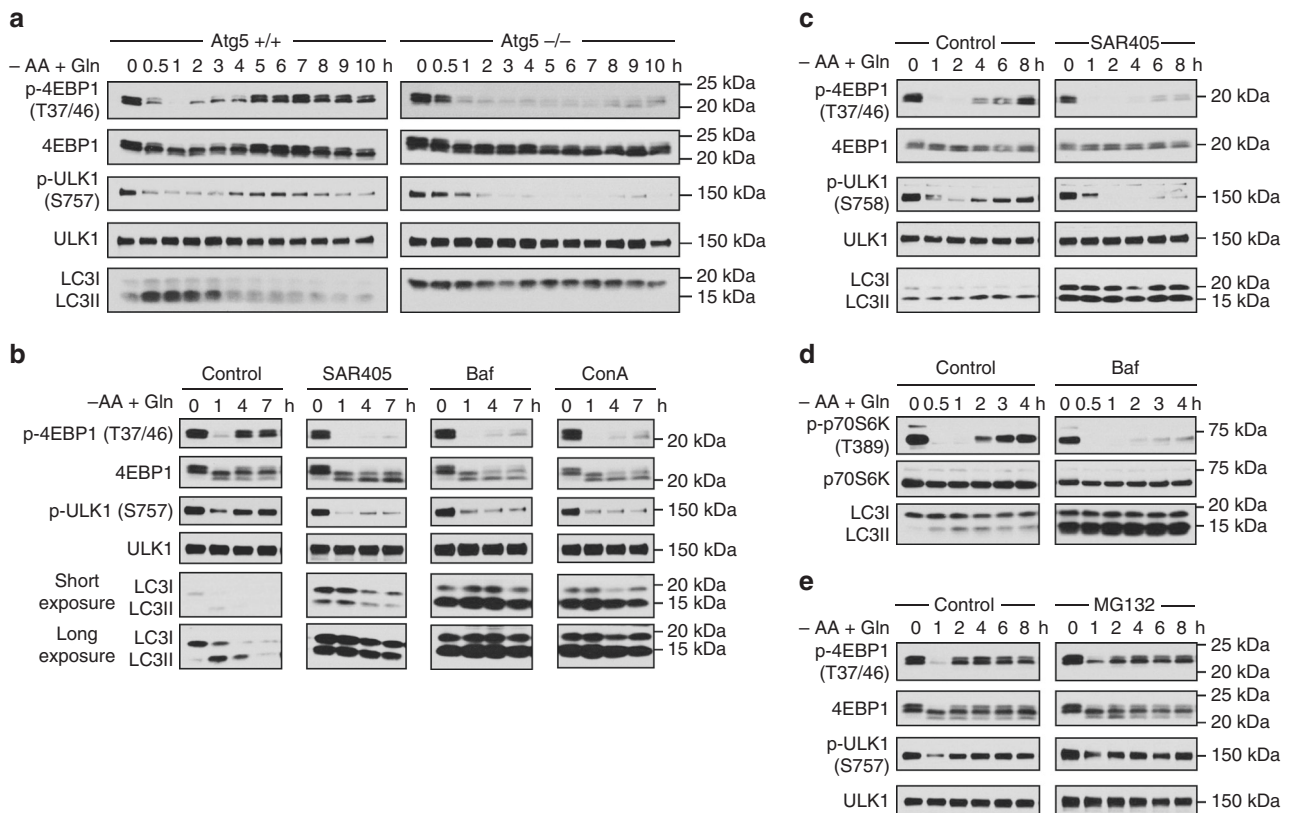 a
Atg5 +/+ Atg5 –/–
– AA + Gln 0 0.5 1 2 3 4 5 6 7 8 9 10 0 0.5 1 2 3 4 5 6 7 8 9 10 h
p-4EBP1
(T37/46)
25 kDa
20 kDa
4EBP1
25 kDa
20 kDa
p-ULK1
(S757)
150 kDa
ULK1
150 kDa
LC3I
LC3II
20 kDa
15 kDa
b
Control SAR405 Baf ConA
–AA + Gln 0 1 4 7 0 1 4 7 0 1 4 7 0 1 4 7 h
p-4EBP1 (T37/46)
20 kDa
4EBP1
20 kDa
p-ULK1 (S757)
150 kDa
ULK1
150 kDa
Short
exposure
LC3I
LC3II
20 kDa
15 kDa
Long
exposure
LC3I
LC3II
20 kDa
15 kDa
c
Control SAR405
– AA + Gln 0 1 2 4 6 8 0 1 2 4 6 8 h
p-4EBP1
(T37/46)
20 kDa
4EBP1
20 kDa
p-ULK1
(S758)
150 kDa
ULK1
150 kDa
LC3I
LC3II
20 kDa
15 kDa
d
Control Baf
– AA + Gln 0 0.5 1 2 3 4 h 0 0.5 1 2 3 4 h
p-p70S6K
(T389)
75 kDa
p70S6K
75 kDa
LC3I
LC3II
20 kDa
15 kDa
e
Control MG132
– AA + Gln 0 1 2 4 6 8 h 0 1 2 4 6 8 h
p-4EBP1
(T37/46)
25 kDa
20 kDa
4EBP1
25 kDa
20 kDa
p-ULK1
(S757)
150 kDa
ULK1
150 kDa